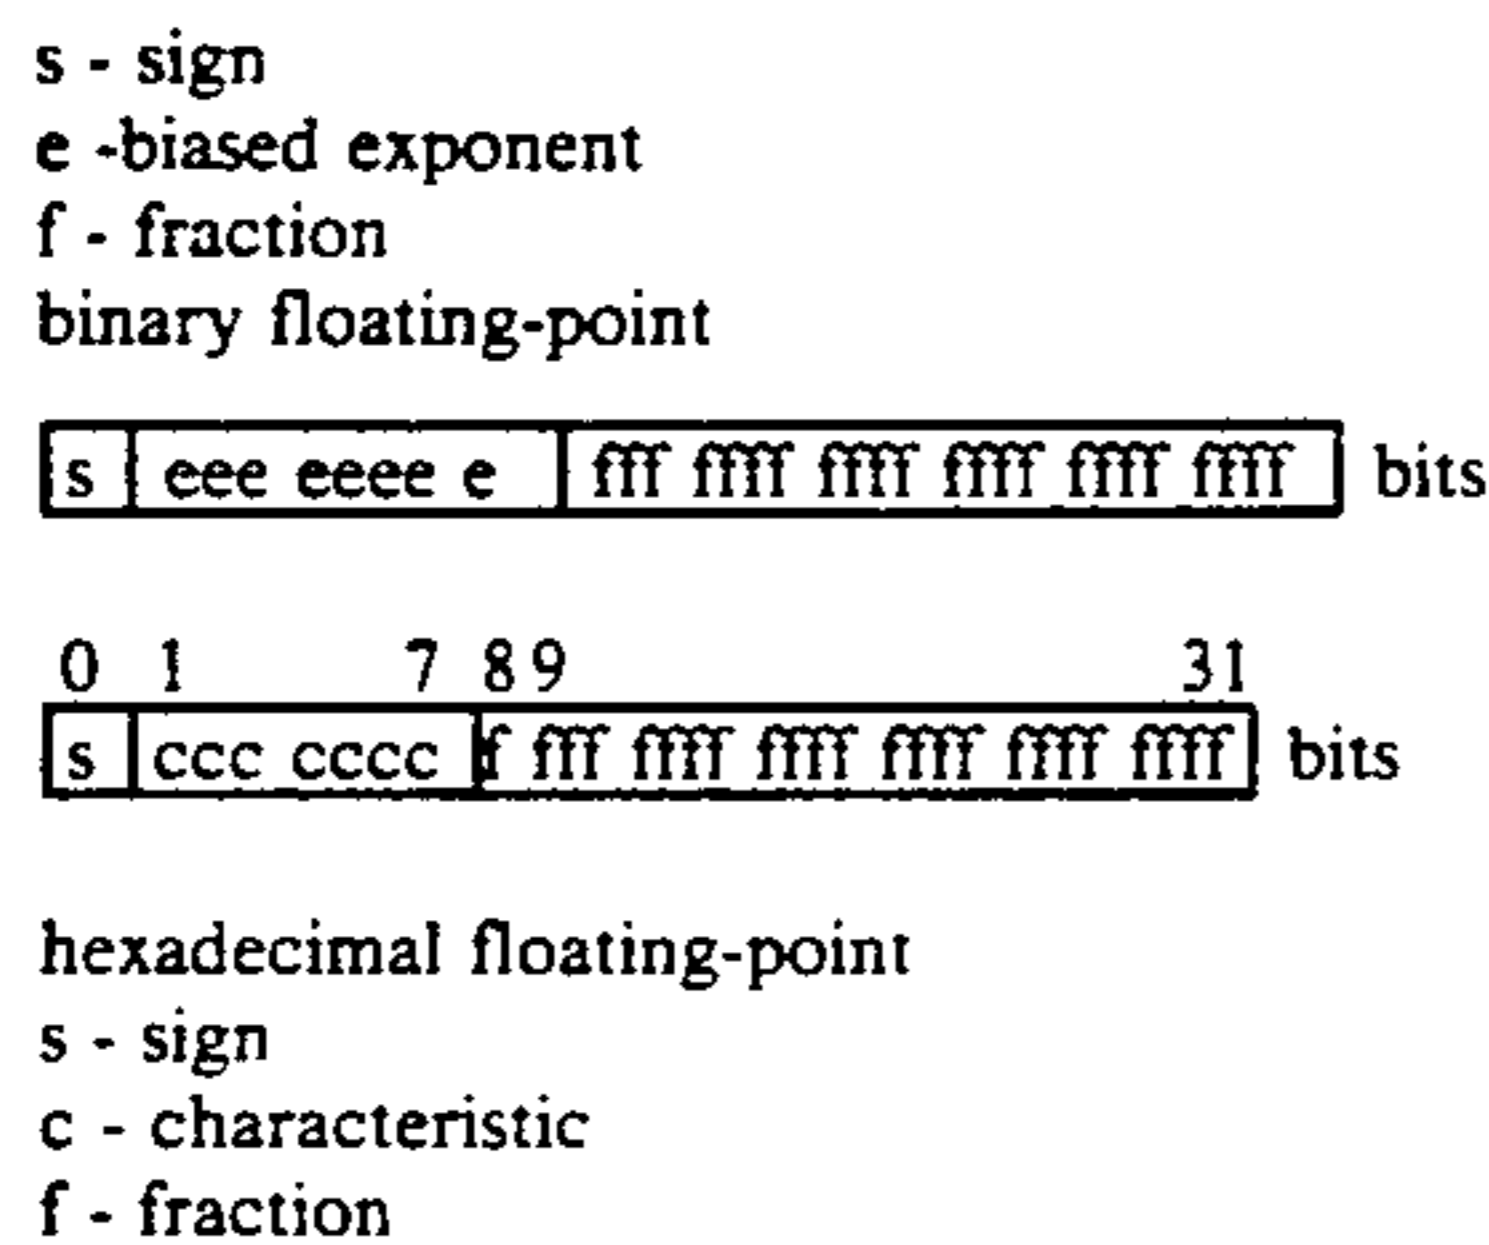 s - sign
e -biased exponent
f - fraction
binary floating-point
s eee eeee e fff ffff ffff ffff ffff ffff bits
0 1 7 8 9 31
s ccc cccc f fff ffff ffff ffff ffff ffff bits
hexadecimal floating-point
s - sign
c - characteristic
f - fraction